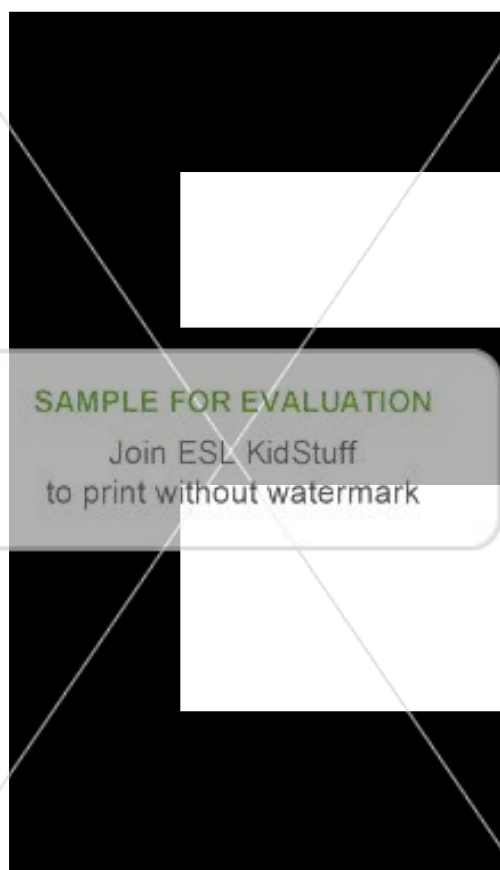 E
SAMPLE FOR EVALUATION
Join ESL KidStuff
to print without watermark